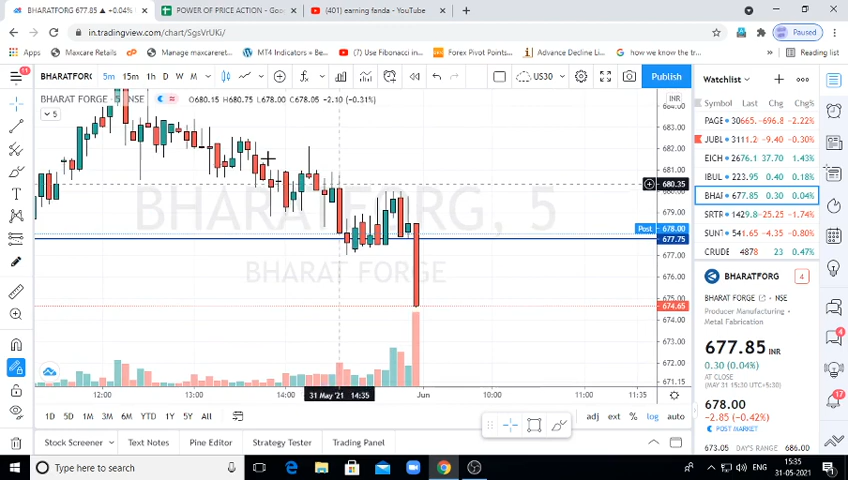 BHARATFORG 677.85 ▲ +0.04%
POWER OF PRICE ACTION - Goo
(401) earning fanda - YouTube
in.tradingview.com/chart/SgsVrUKi/
Paused
Apps Maxcare Retails Manage maxcareret... MT4 Indicators & Be... (7) Use Fibonacci in... Forex Pivot Points... Advance Decline Li... how we know the tr...
Reading list
BHARATFORG 5m 15m 1h D W M US30 Publish
BHARAT FORGE 5 NSE O680.15 H680.75 L678.00 C678.05 -2.10 (-0.31%)
5
INR
684.00
683.00
682.00
681.00
680.35
679.00
Post 678.00
677.75
677.00
676.00
675.00
674.65
674.00
673.00
672.00
671.15
BHARATFORG, 5
BHARAT FORGE
12:00 13:00 14:00 31 May '21 14:35 Jun 10:00 11:00 11:35
1D 5D 1M 3M 6M YTD 1Y 5Y All
adj ext % log auto
Stock Screener Text Notes Pine Editor Strategy Tester Trading Panel
Watchlist
Symbol Last Chg Chg%
PAGE 30665. -696.8 -2.22%
JUBL 3111.2 -9.40 -0.30%
EICH 2676.1 37.70 1.43%
IBUL 223.95 0.40 0.18%
BHAI 677.85 0.30 0.04%
SRTR 1429.8 -25.25 -1.74%
SUN 541.65 -4.35 -0.80%
CRUDE 4878 23 0.47%
BHARATFORG 4
BHARAT FORGE NSE
Producer Manufacturing •
Metal Fabrication
677.85 INR
0.30 (0.04%)
AT CLOSE
(MAY 31 15:30 UTC+5:30)
678.00
-2.85 (-0.42%)
POST MARKET
673.05 DAY'S RANGE 686.00
17
Type here to search
ENG
15:35
31-05-2021